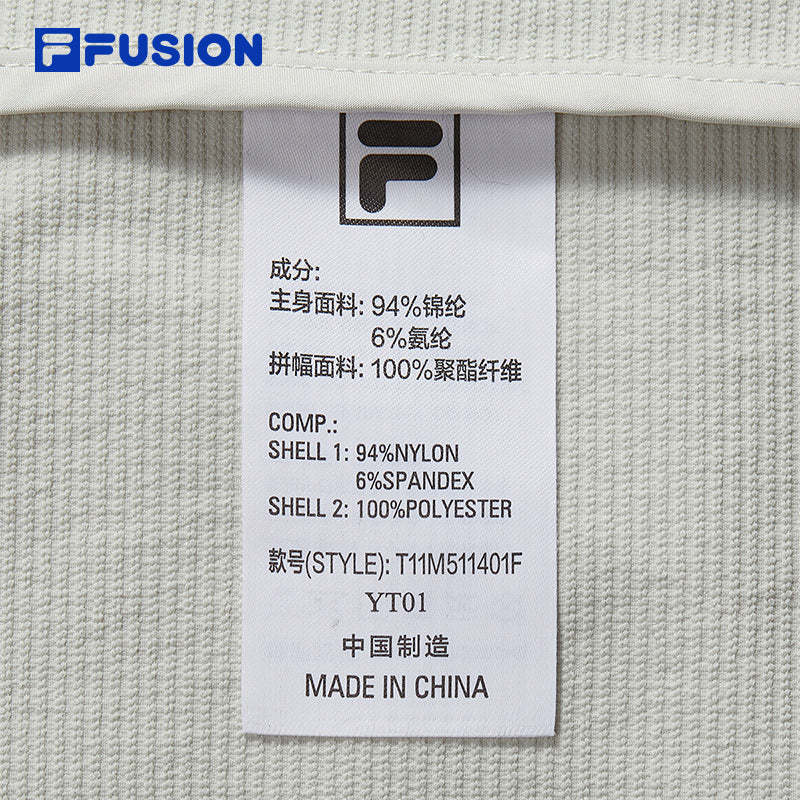 FUSION
成分:
主身面料: 94%锦纶
6%氨纶
拼幅面料: 100%聚酯纤维
COMP.:
SHELL 1: 94%NYLON
6%SPANDEX
SHELL 2: 100%POLYESTER
款号(STYLE): T11M511401F
YT01
中国制造
MADE IN CHINA